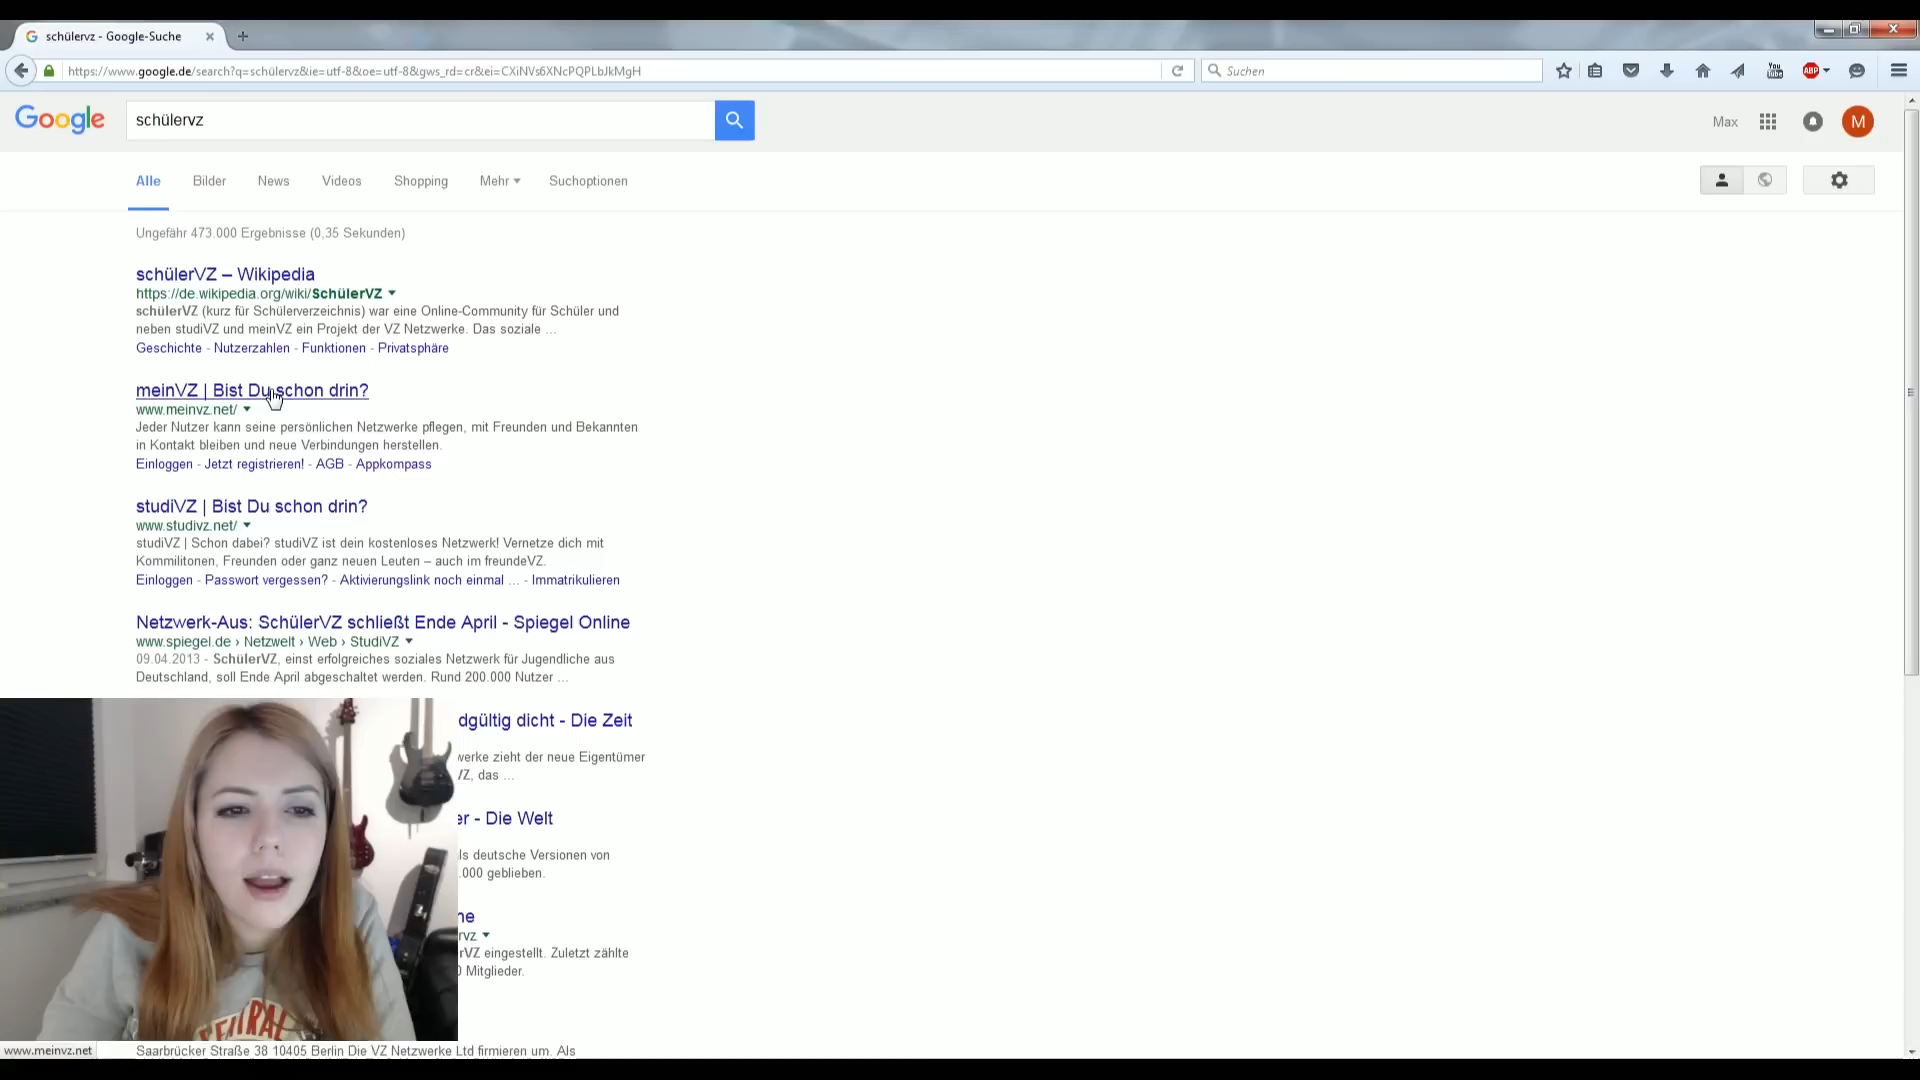 schülervz - Google-Suche
https://www.google.de/search?q=schülervz&ie=utf-8&oe=utf-8&gws_rd=cr&ei=CXiNVs6XNcPQPLbJkMgH
Suchen
You Tube
ABP
Google
schülervz
Max
M
Alle
Bilder
News
Videos
Shopping
Mehr
Suchoptionen
Ungefähr 473.000 Ergebnisse (0,35 Sekunden)
schülerVZ – Wikipedia
https://de.wikipedia.org/wiki/SchülerVZ
schülerVZ (kurz für Schülerverzeichnis) war eine Online-Community für Schüler und
neben studiVZ und meinVZ ein Projekt der VZ Netzwerke. Das soziale ...
Geschichte - Nutzerzahlen - Funktionen - Privatsphäre
meinVZ | Bist Du schon drin?
www.meinvz.net/
Jeder Nutzer kann seine persönlichen Netzwerke pflegen, mit Freunden und Bekannten
in Kontakt bleiben und neue Verbindungen herstellen.
Einloggen - Jetzt registrieren! - AGB - Appkompass
studiVZ | Bist Du schon drin?
www.studivz.net/
studiVZ | Schon dabei? studiVZ ist dein kostenloses Netzwerk! Vernetze dich mit
Kommilitonen, Freunden oder ganz neuen Leuten – auch im freundeVZ.
Einloggen - Passwort vergessen? - Aktivierungslink noch einmal ... - Immatrikulieren
Netzwerk-Aus: SchülerVZ schließt Ende April - Spiegel Online
www.spiegel.de › Netzwelt › Web › StudiVZ
09.04.2013 - SchülerVZ, einst erfolgreiches soziales Netzwerk für Jugendliche aus
Deutschland, soll Ende April abgeschaltet werden. Rund 200.000 Nutzer ...
dgültig dicht - Die Zeit
werke zieht der neue Eigentümer
VZ, das ...
er - Die Welt
ls deutsche Versionen von
.000 geblieben.
ne
rvz
rVZ eingestellt. Zuletzt zählte
Mitglieder.
www.meinvz.net
Saarbrücker Straße 38 10405 Berlin Die VZ Netzwerke Ltd firmieren um. Als